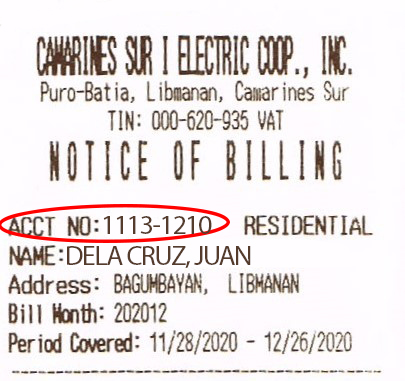 CAMARINES SUR I ELECTRIC COOP., INC.
Puro-Batia, Libmanan, Camarines Sur
TIN: 000-620-935 VAT
NOTICE OF BILLING
ACCT NO:1113-1210 RESIDENTIAL
NAME:DELA CRUZ, JUAN
Address: BAGUMBAYAN, LIBMANAN
Bill Month: 202012
Period Covered: 11/28/2020 - 12/26/2020